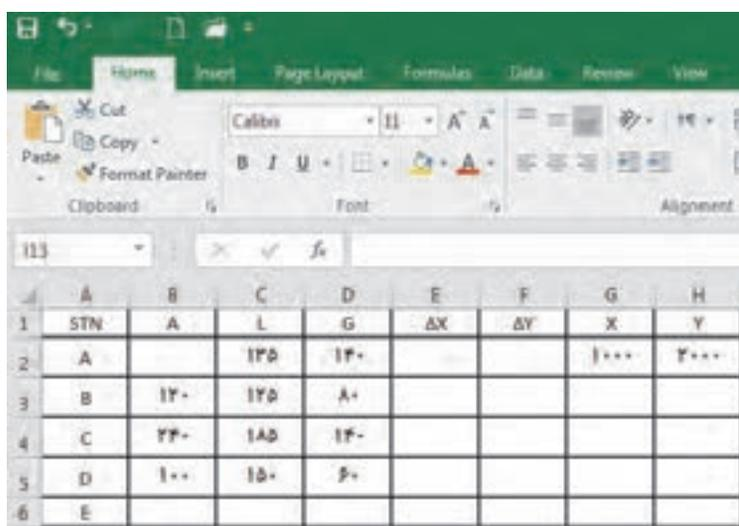 File Home Insert Page Layout Formulas Data Review View
Cut
Copy
Paste
Format Painter
Calibri 11 A A
B I U A
Clipboard Font Alignment
I13 fx
A B C D E F G H
1 STN A L G ΔX ΔY X Y
2 A ۱۳۵ ۱۴۰ ۱۰۰۰ ۲۰۰۰
3 B ۱۲۰ ۱۲۵ ۸۰
4 C ۲۴۰ ۱۸۵ ۱۴۰
5 D ۱۰۰ ۱۵۰ ۶۰
6 E